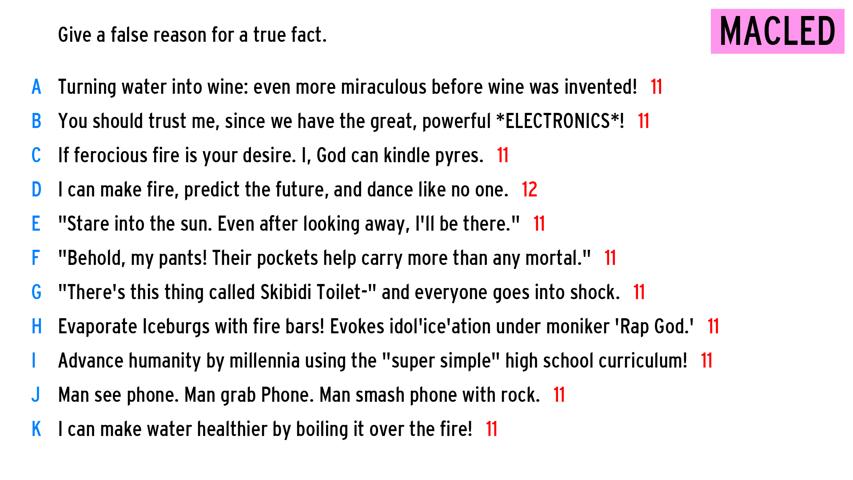 Give a false reason for a true fact.
MACLED
A Turning water into wine: even more miraculous before wine was invented! 11
B You should trust me, since we have the great, powerful *ELECTRONICS*! 11
C If ferocious fire is your desire. I, God can kindle pyres. 11
D I can make fire, predict the future, and dance like no one. 12
E "Stare into the sun. Even after looking away, I'll be there." 11
F "Behold, my pants! Their pockets help carry more than any mortal." 11
G "There's this thing called Skibidi Toilet-" and everyone goes into shock. 11
H Evaporate Iceburgs with fire bars! Evokes idol'ice'ation under moniker 'Rap God.' 11
I Advance humanity by millennia using the "super simple" high school curriculum! 11
J Man see phone. Man grab Phone. Man smash phone with rock. 11
K I can make water healthier by boiling it over the fire! 11